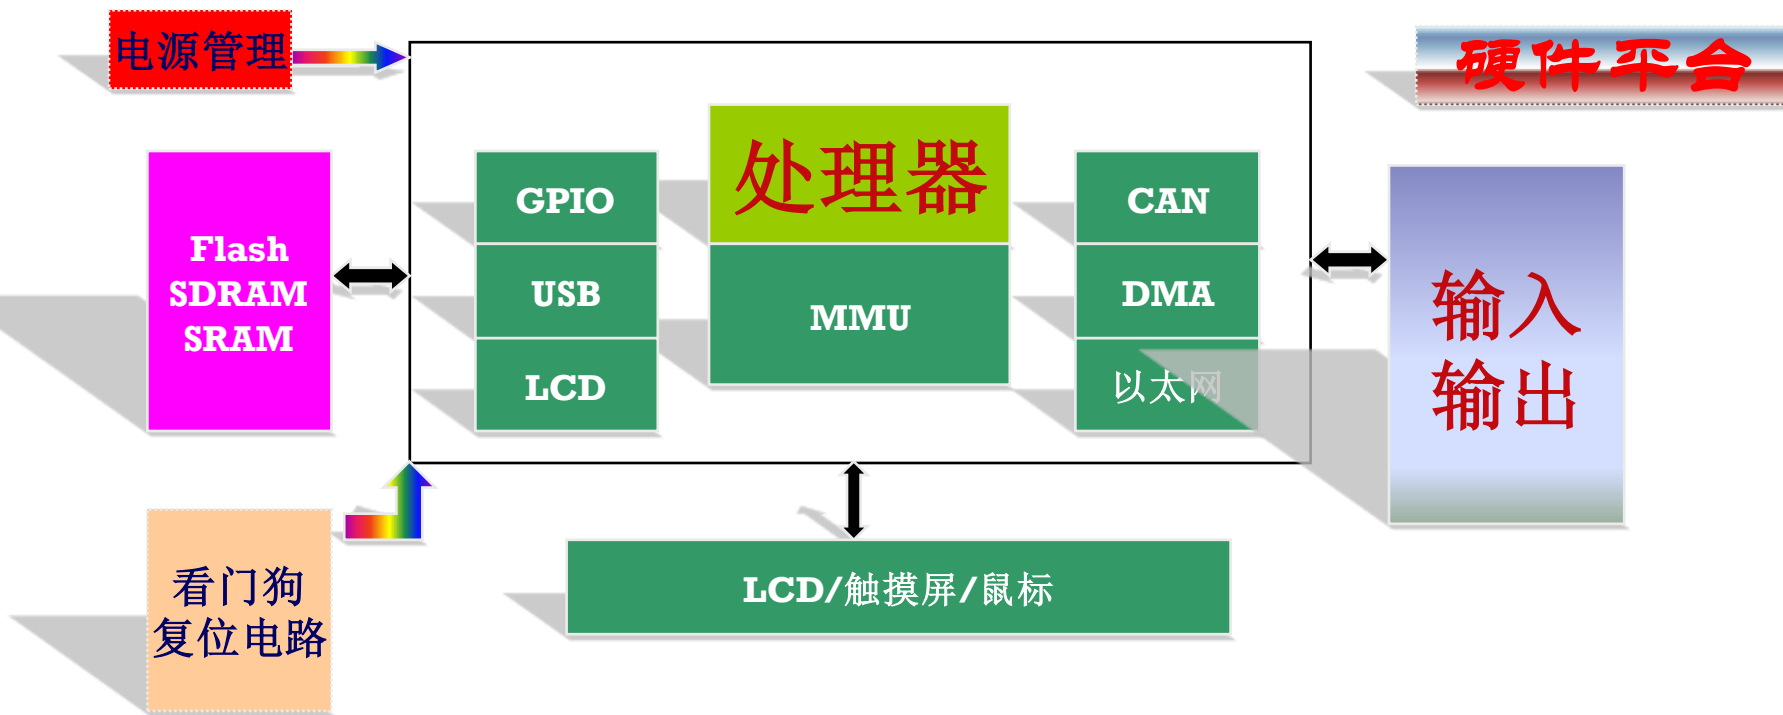 电源管理
硬件平台
Flash
SDRAM
SRAM
GPIO
USB
LCD
处理器
MMU
CAN
DMA
以太网
输入
输出
看门狗
复位电路
LCD/触摸屏/鼠标